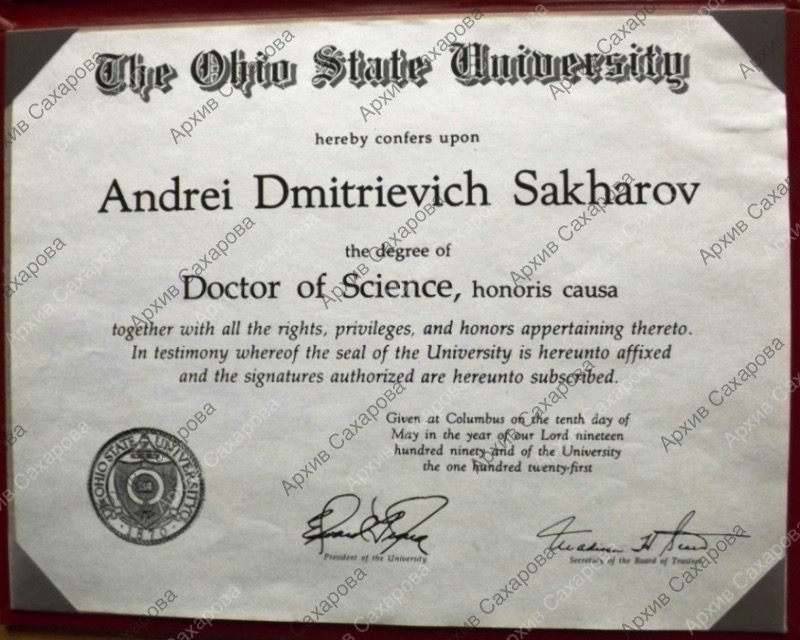 The Ohio State University
hereby confers upon
Andrei Dmitrievich Sakharov
the degree of
Doctor of Science, honoris causa
together with all the rights, privileges, and honors appertaining thereto.
In testimony whereof the seal of the University is hereunto affixed
and the signatures authorized are hereunto subscribed.
Given at Columbus on the tenth day of
May in the year of our Lord nineteen
hundred ninety and of the University
the one hundred twenty-first
OHIO STATE UNIVERSITY
1870
President of the University
Secretary of the Board of Trustees
Архив Сахарова